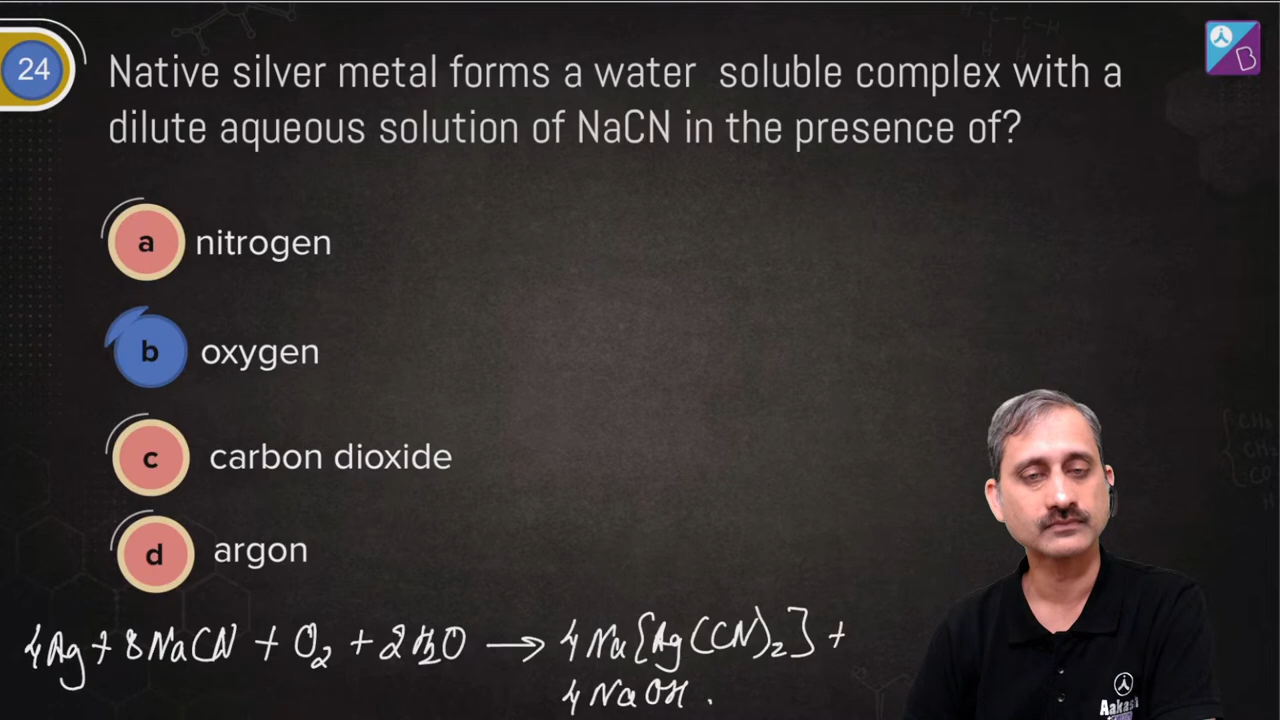 24
Native silver metal forms a water soluble complex with a
dilute aqueous solution of NaCN in the presence of?
a nitrogen
b oxygen
c carbon dioxide
d argon
4Ag + 8NaCN + O₂ + 2H₂O → 4Na[Ag(CN)₂] +
4NaOH.
B
Aakash